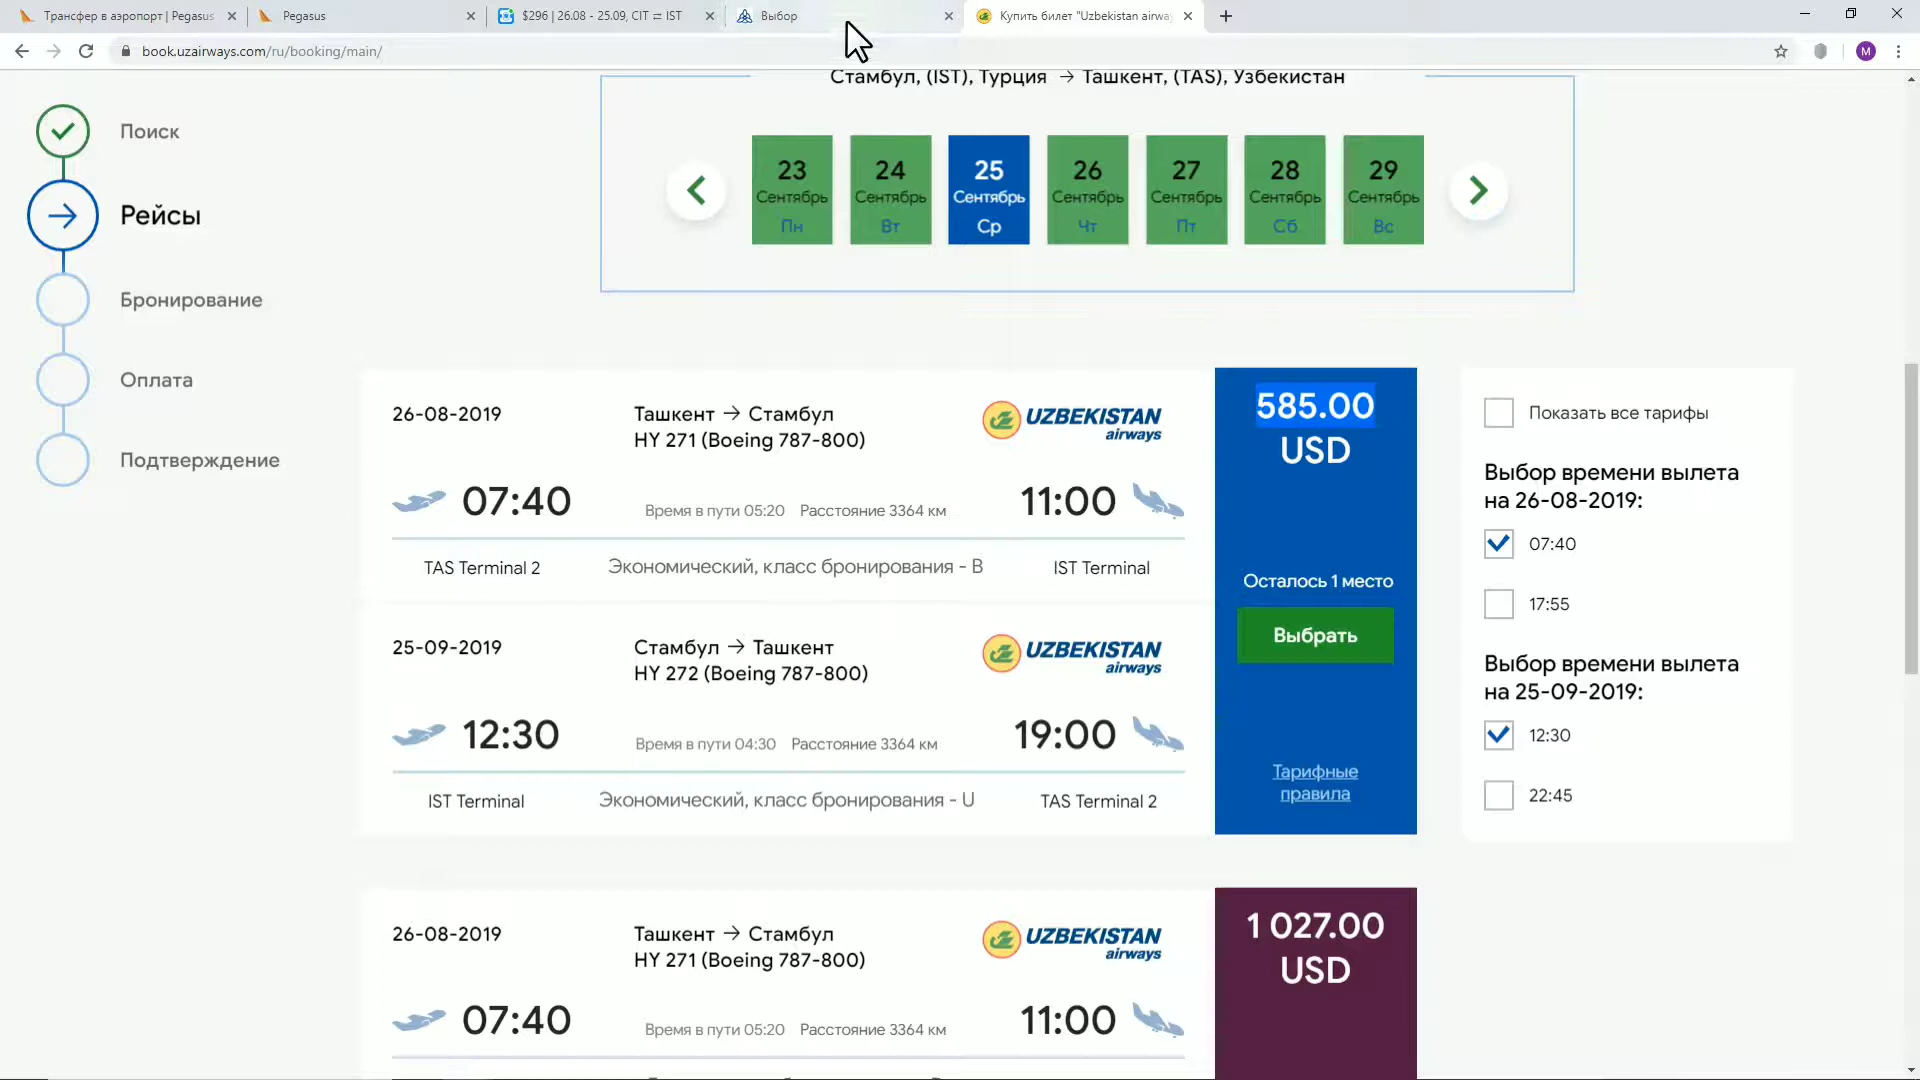 Трансфер в аэропорт | Pegasus
Pegasus
$296 | 26.08 - 25.09, CIT ⇄ IST
Выбор
Купить билет "Uzbekistan airwa
book.uzairways.com/ru/booking/main/
M
Стамбул, (IST), Турция → Ташкент, (TAS), Узбекистан
Поиск
Рейсы
Бронирование
Оплата
Подтверждение
23 Сентябрь Пн
24 Сентябрь Вт
25 Сентябрь Ср
26 Сентябрь Чт
27 Сентябрь Пт
28 Сентябрь Сб
29 Сентябрь Вс
26-08-2019
Ташкент → Стамбул
HY 271 (Boeing 787-800)
UZBEKISTAN
airways
07:40
Время в пути 05:20 Расстояние 3364 км
11:00
TAS Terminal 2
Экономический, класс бронирования - B
IST Terminal
25-09-2019
Стамбул → Ташкент
HY 272 (Boeing 787-800)
UZBEKISTAN
airways
12:30
Время в пути 04:30 Расстояние 3364 км
19:00
IST Terminal
Экономический, класс бронирования - U
TAS Terminal 2
585.00
USD
Осталось 1 место
Выбрать
Тарифные
правила
Показать все тарифы
Выбор времени вылета
на 26-08-2019:
07:40
17:55
Выбор времени вылета
на 25-09-2019:
12:30
22:45
26-08-2019
Ташкент → Стамбул
HY 271 (Boeing 787-800)
UZBEKISTAN
airways
07:40
Время в пути 05:20 Расстояние 3364 км
11:00
1 027.00
USD